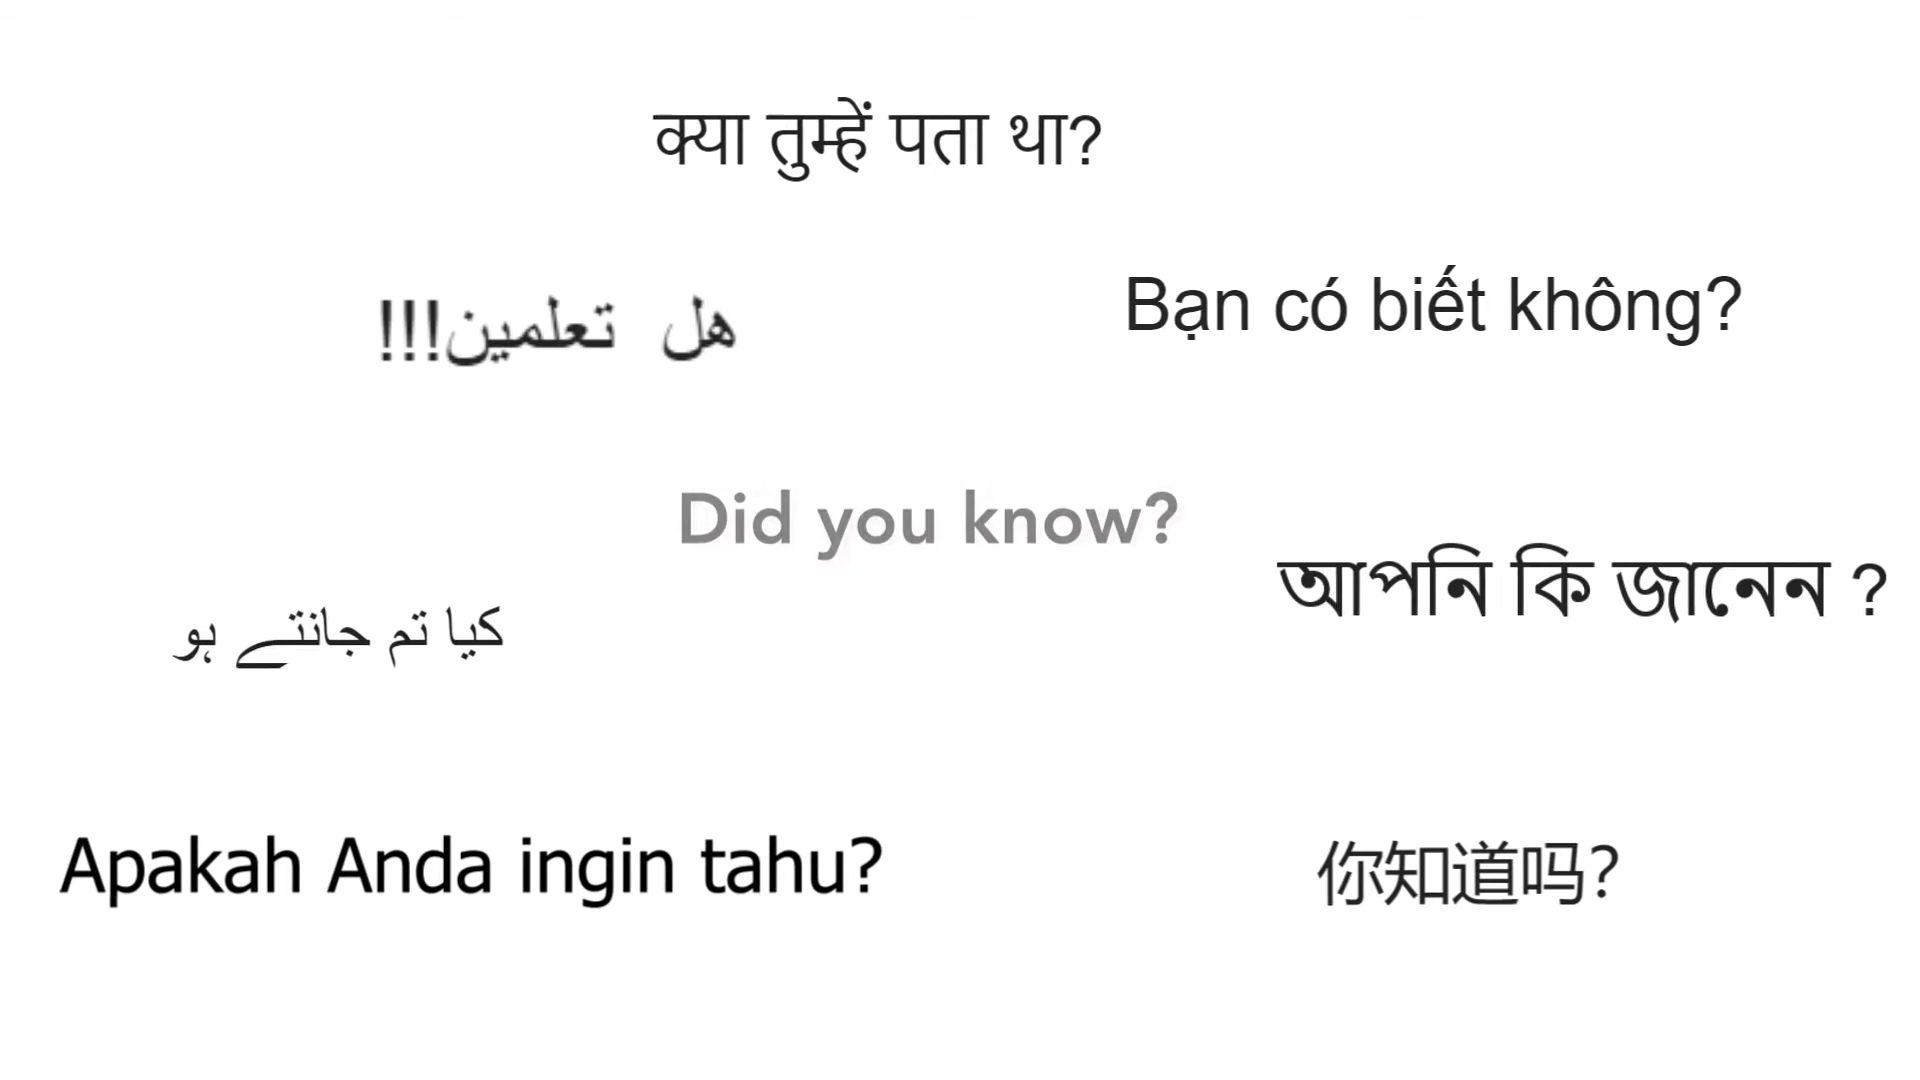 क्या तुम्हें पता था?
Bạn có biết không?
هل تعلمين!!!
Did you know?
আপনি কি জানেন ?
کیا تم جانتے ہو
Apakah Anda ingin tahu?
你知道吗?